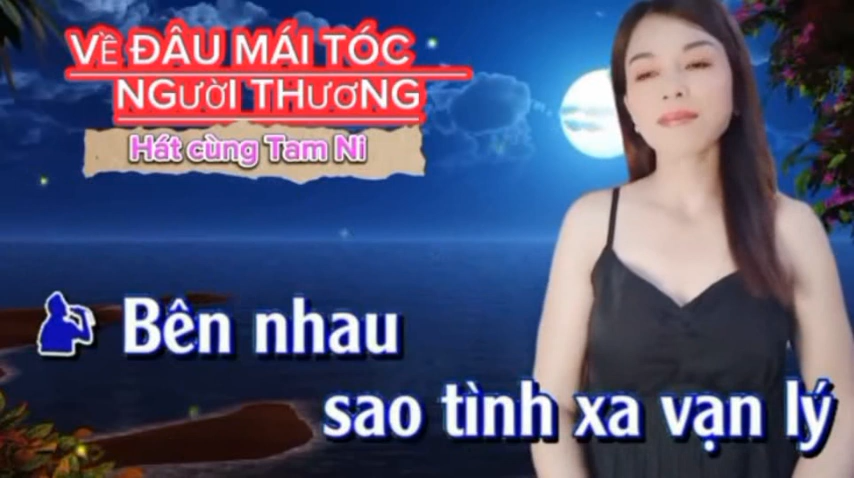 VỀ ĐÂU MÁI TÓC
NGƯỜI THƯƠNG
Hát cùng Tam Ni
Bên nhau
sao tình xa vạn lý